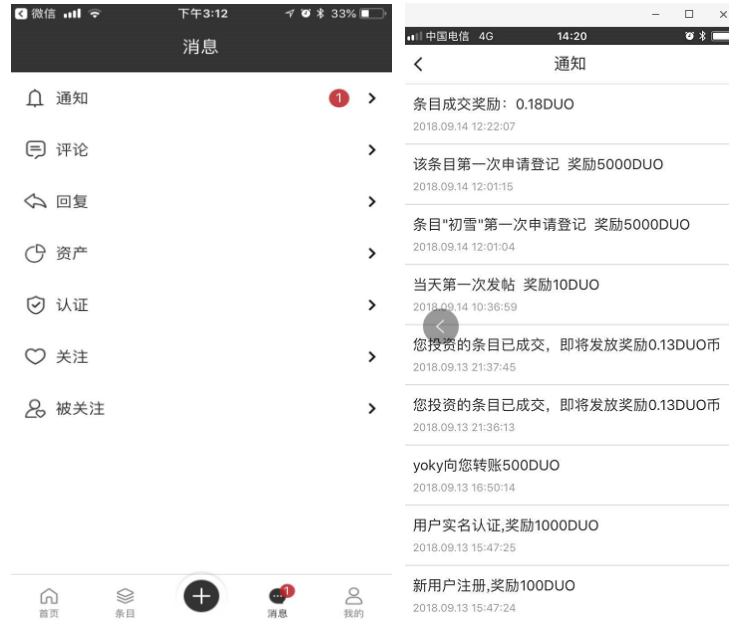 微信
下午3:12
33%
消息
通知
1
评论
回复
资产
认证
关注
被关注
首页
条目
1
消息
我的
中国电信 4G
14:20
通知
条目成交奖励：0.18DUO
2018.09.14 12:22:07
该条目第一次申请登记 奖励5000DUO
2018.09.14 12:01:15
条目"初雪"第一次申请登记 奖励5000DUO
2018.09.14 12:01:04
当天第一次发帖 奖励10DUO
2018.09.14 10:36:59
您投资的条目已成交，即将发放奖励0.13DUO币
2018.09.13 21:37:45
您投资的条目已成交，即将发放奖励0.13DUO币
2018.09.13 21:36:13
yoky向您转账500DUO
2018.09.13 16:50:14
用户实名认证,奖励1000DUO
2018.09.13 15:47:25
新用户注册,奖励100DUO
2018.09.13 15:47:24